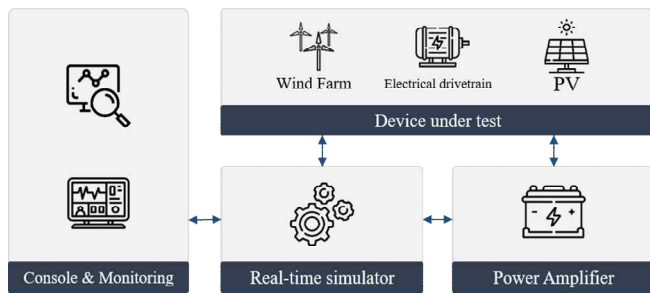 Wind Farm
Electrical drivetrain
PV
Device under test
Console & Monitoring
Real-time simulator
Power Amplifier